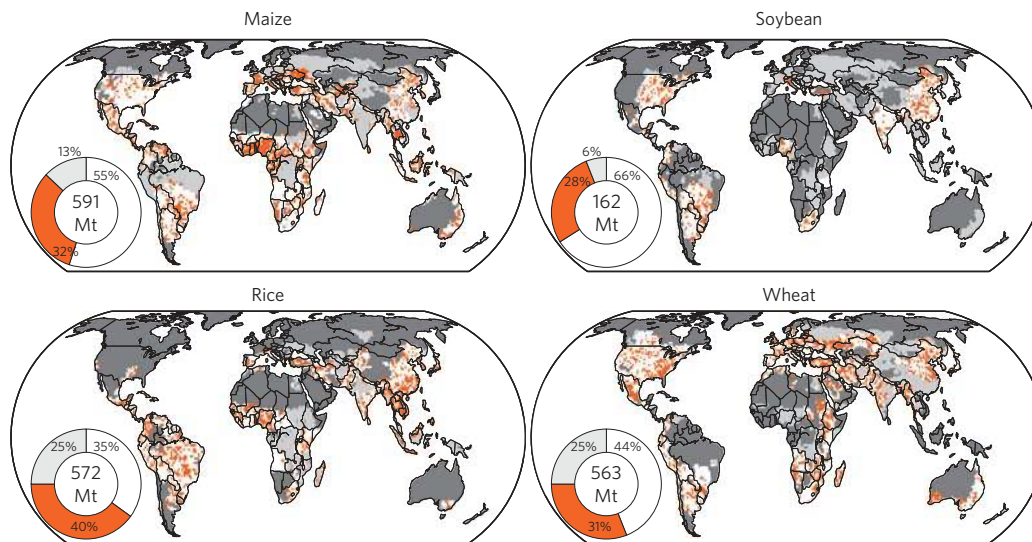 Maize
13%
55%
591
Mt
32%
Soybean
6%
28%
66%
162
Mt
Rice
25%
35%
572
Mt
40%
Wheat
25%
44%
563
Mt
31%